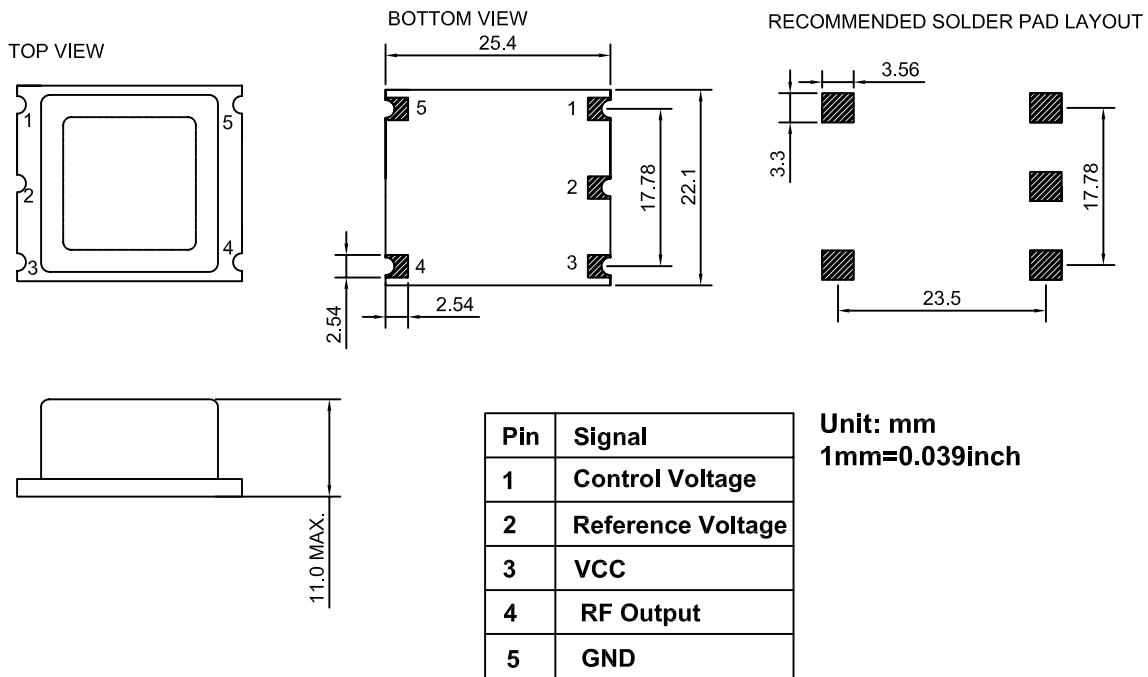 TOP VIEW
1
2
3
5
4
BOTTOM VIEW
25.4
5
1
2
4
3
17.78
22.1
2.54
2.54
RECOMMENDED SOLDER PAD LAYOUT
3.56
3.3
17.78
23.5
11.0 MAX.
Pin Signal
1 Control Voltage
2 Reference Voltage
3 VCC
4 RF Output
5 GND
Unit: mm
1mm=0.039inch